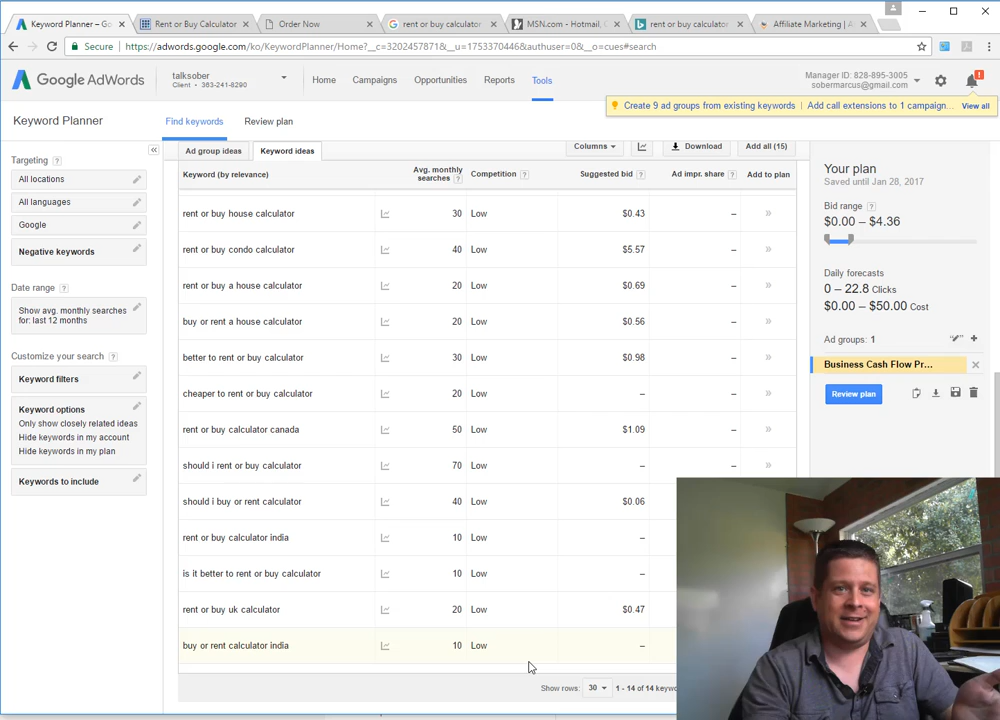 Keyword Planner – Go
Rent or Buy Calculator
Order Now
rent or buy calculator
MSN.com - Hotmail,
rent or buy calculator
Affiliate Marketing | A
Secure
https://adwords.google.com/ko/KeywordPlanner/Home?__c=3202457871&__u=1753370446&authuser=0&__o=cues#search
Google AdWords
talksober
Client • 363-241-8290
Home
Campaigns
Opportunities
Reports
Tools
Manager ID: 828-895-3005
sobermarcus@gmail.com
Create 9 ad groups from existing keywords | Add call extensions to 1 campaign... View all
Keyword Planner
Find keywords
Review plan
Targeting ?
All locations
All languages
Google
Negative keywords
Date range ?
Show avg. monthly searches
for: last 12 months
Customize your search ?
Keyword filters
Keyword options
Only show closely related ideas
Hide keywords in my account
Hide keywords in my plan
Keywords to include
Ad group ideas
Keyword ideas
Columns
Download
Add all (15)
Keyword (by relevance) Avg. monthly searches ? Competition ? Suggested bid ? Ad impr. share ? Add to plan
rent or buy house calculator 30 Low $0.43 – »
rent or buy condo calculator 40 Low $5.57 – »
rent or buy a house calculator 20 Low $0.69 – »
buy or rent a house calculator 20 Low $0.56 – »
better to rent or buy calculator 30 Low $0.98 – »
cheaper to rent or buy calculator 20 Low – – »
rent or buy calculator canada 50 Low $1.09 – »
should i rent or buy calculator 70 Low – – »
should i buy or rent calculator 40 Low $0.06
rent or buy calculator india 10 Low –
is it better to rent or buy calculator 10 Low –
rent or buy uk calculator 20 Low $0.47
buy or rent calculator india 10 Low –
Show rows: 30
1 - 14 of 14 keywo
Your plan
Saved until Jan 28, 2017
Bid range ?
$0.00 – $4.36
Daily forecasts
0 – 22.8 Clicks
$0.00 – $50.00 Cost
Ad groups: 1
Business Cash Flow Pr...
Review plan